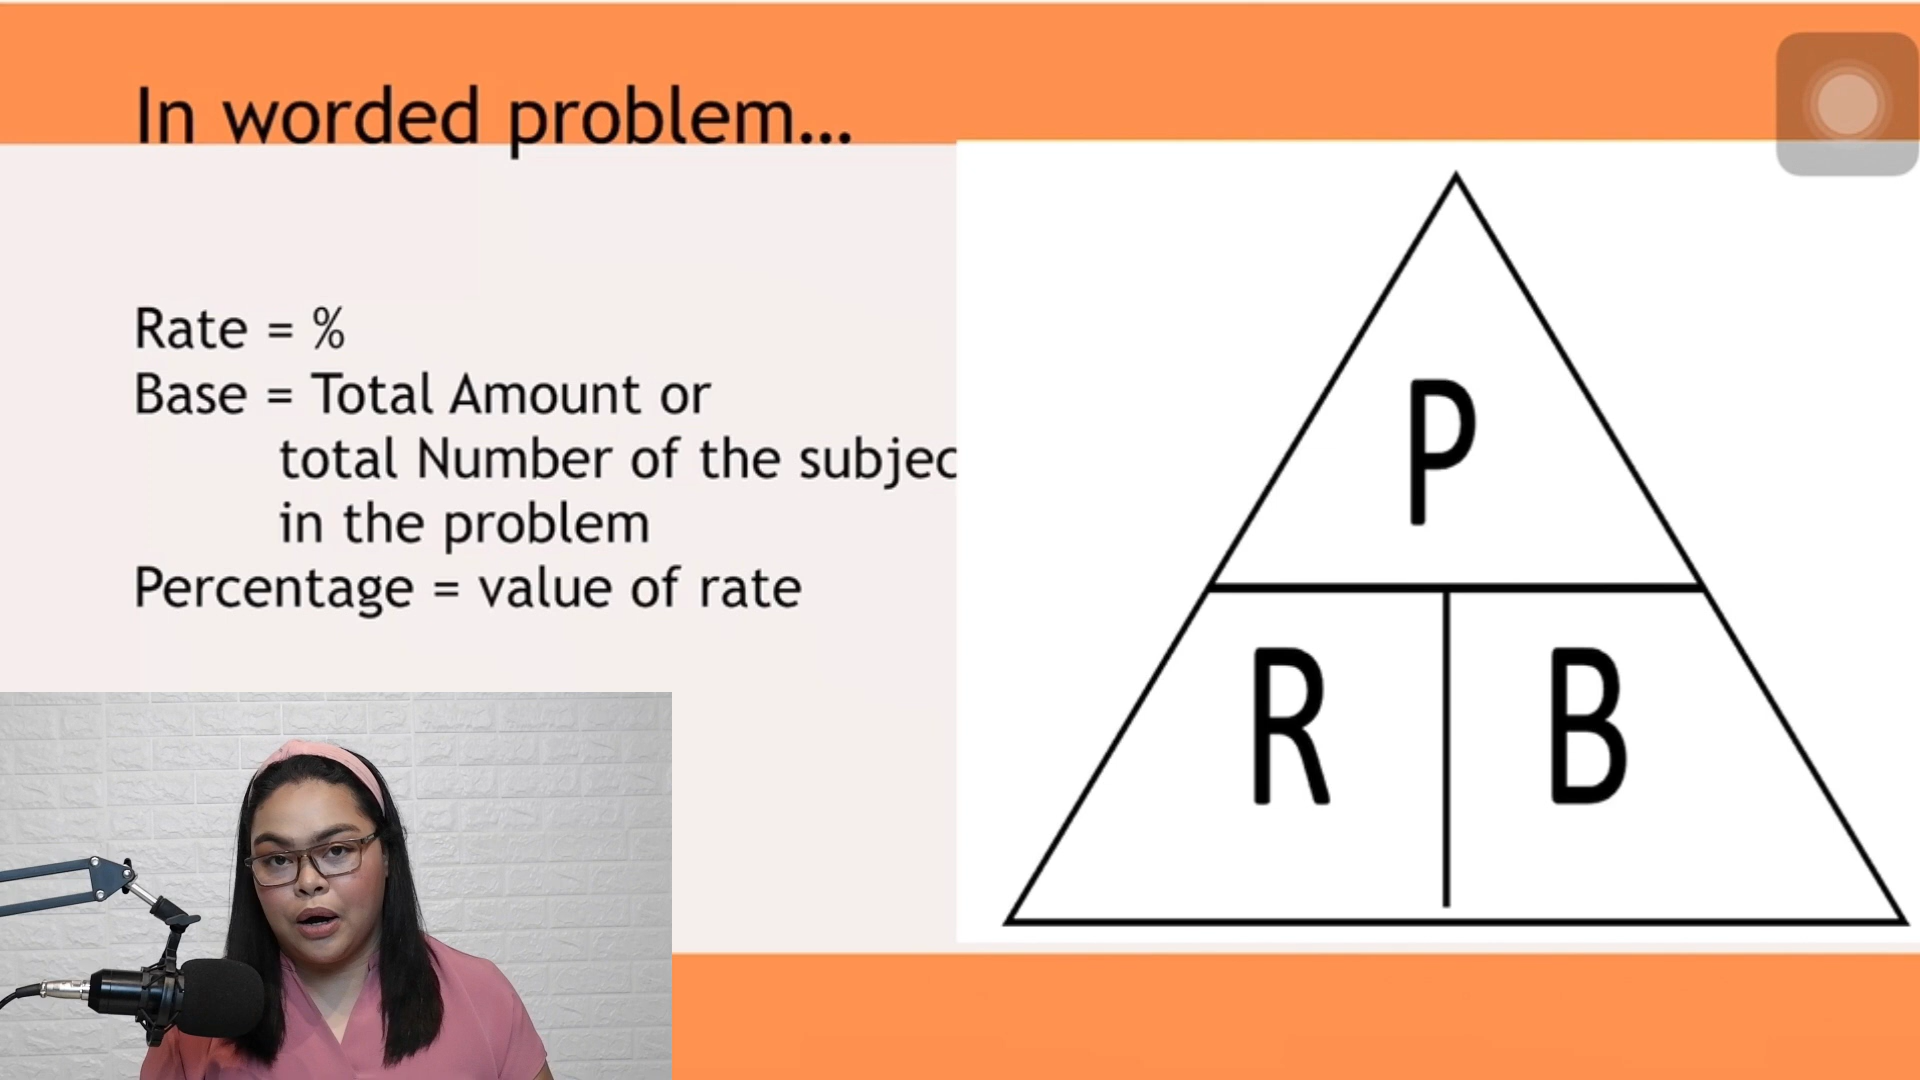 In worded problem...
Rate = %
Base = Total Amount or
total Number of the subjec
in the problem
Percentage = value of rate
P
R B